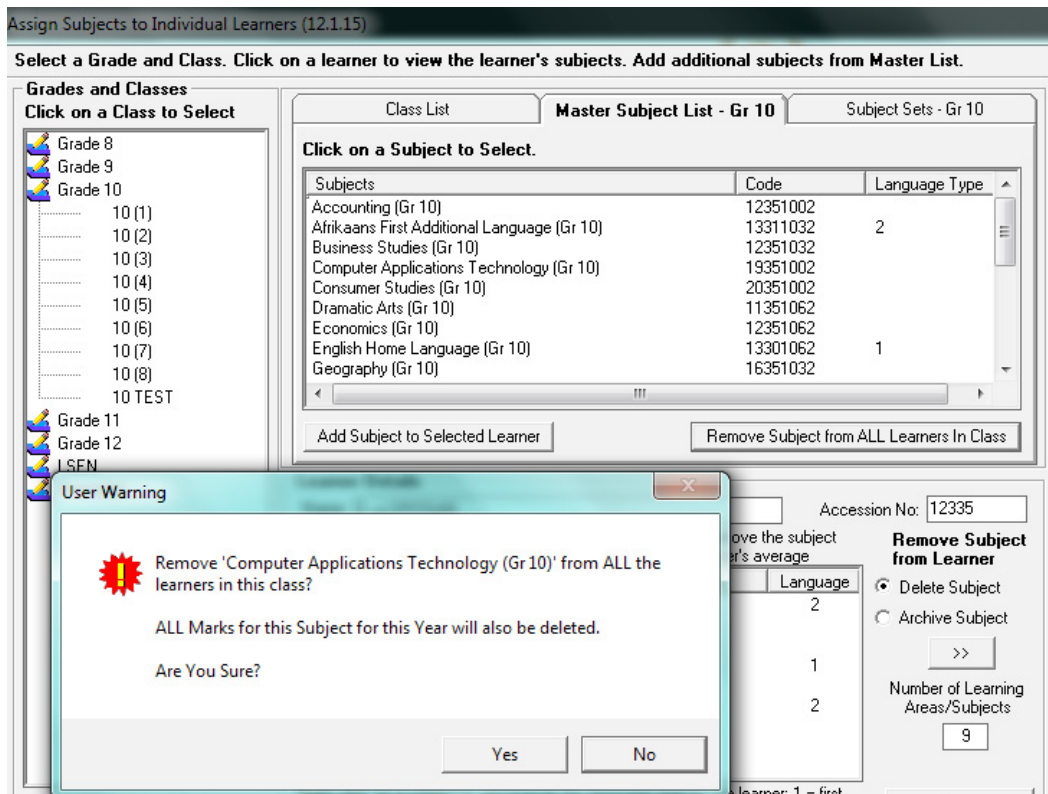 Assign Subjects to Individual Learners (12.1.15)
Select a Grade and Class. Click on a learner to view the learner's subjects. Add additional subjects from Master List.
Grades and Classes
Click on a Class to Select
Grade 8
Grade 9
Grade 10
10 (1)
10 (2)
10 (3)
10 (4)
10 (5)
10 (6)
10 (7)
10 (8)
10 TEST
Grade 11
Grade 12
LSEN
Class List
Master Subject List - Gr 10
Subject Sets - Gr 10
Click on a Subject to Select.
Subjects Code Language Type
Accounting (Gr 10) 12351002
Afrikaans First Additional Language (Gr 10) 13311032 2
Business Studies (Gr 10) 12351032
Computer Applications Technology (Gr 10) 19351002
Consumer Studies (Gr 10) 20351002
Dramatic Arts (Gr 10) 11351062
Economics (Gr 10) 12351062
English Home Language (Gr 10) 13301062 1
Geography (Gr 10) 16351032
Add Subject to Selected Learner
Remove Subject from ALL Learners In Class
User Warning
Remove 'Computer Applications Technology (Gr 10)' from ALL the
learners in this class?
ALL Marks for this Subject for this Year will also be deleted.
Are You Sure?
Yes
No
Accession No: 12335
the subject
average
Language
2
1
2
Remove Subject
from Learner
Delete Subject
Archive Subject
>>
Number of Learning
Areas/Subjects
9
learner: 1 = first